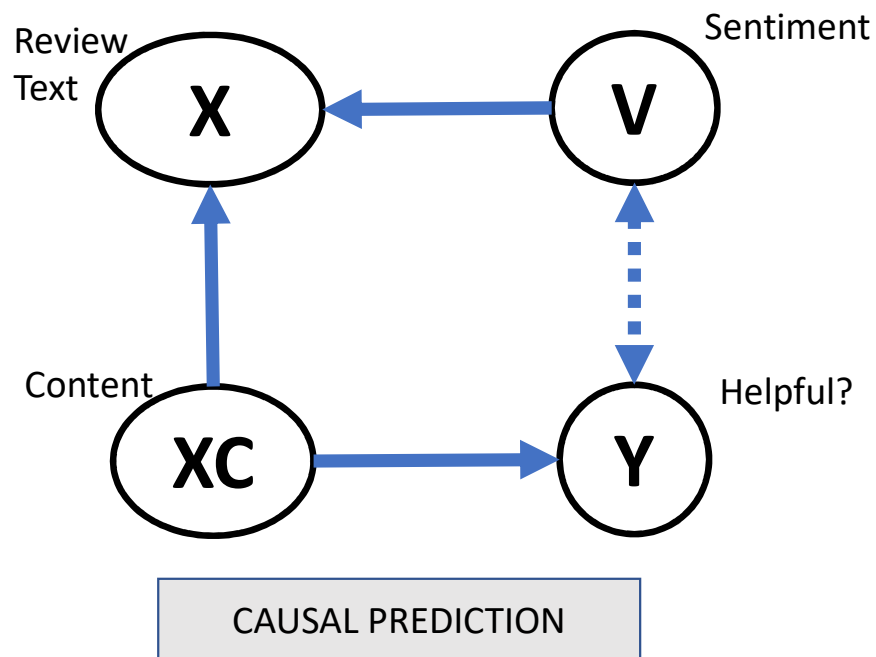 Review
Text
X
Sentiment
V
Content
XC
Helpful?
Y
CAUSAL PREDICTION